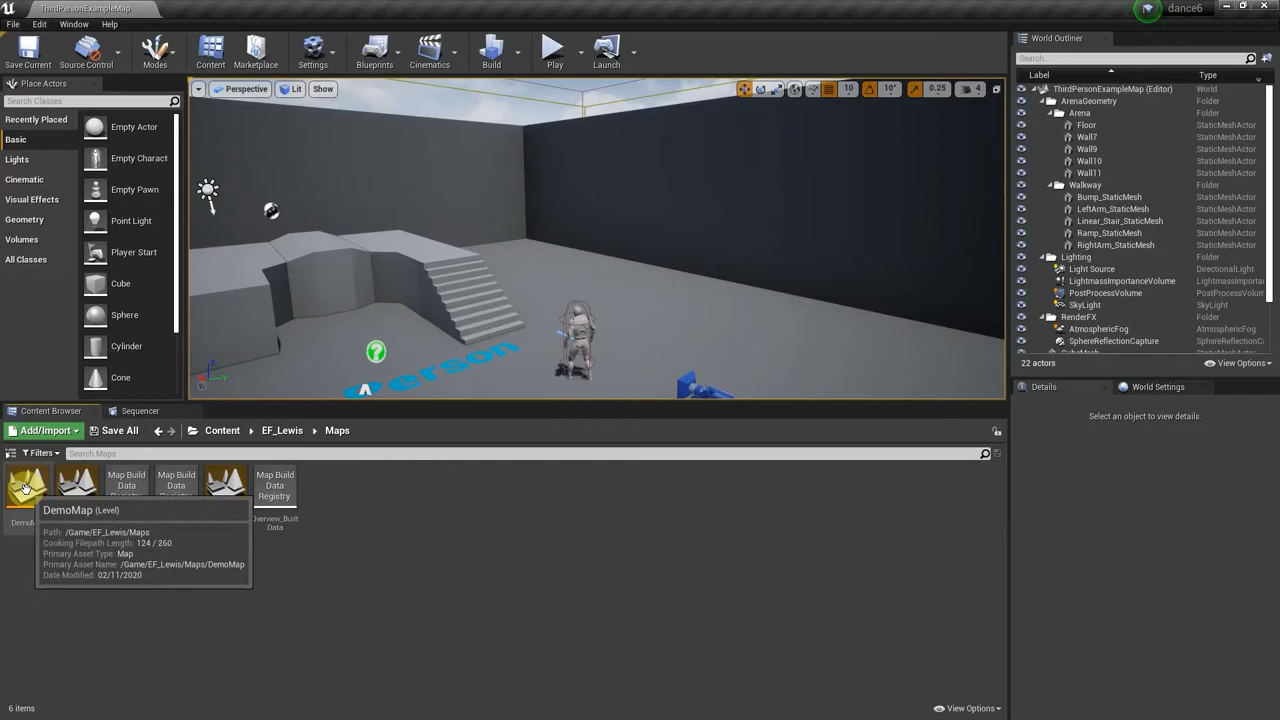 ThirdPersonExampleMap
dance6
File Edit Window Help
Save Current Source Control Modes Content Marketplace Settings Blueprints Cinematics Build Play Launch
Place Actors
Search Classes
Recently Placed
Basic
Lights
Cinematic
Visual Effects
Geometry
Volumes
All Classes
Empty Actor
Empty Charact
Empty Pawn
Point Light
Player Start
Cube
Sphere
Cylinder
Cone
Perspective Lit Show
10 10° 0.25 4
Person
World Outliner
Search...
Label Type
ThirdPersonExampleMap (Editor) World
ArenaGeometry Folder
Arena Folder
Floor StaticMeshActor
Wall7 StaticMeshActor
Wall9 StaticMeshActor
Wall10 StaticMeshActor
Wall11 StaticMeshActor
Walkway Folder
Bump_StaticMesh StaticMeshActor
LeftArm_StaticMesh StaticMeshActor
Linear_Stair_StaticMesh StaticMeshActor
Ramp_StaticMesh StaticMeshActor
RightArm_StaticMesh StaticMeshActor
Lighting Folder
Light Source DirectionalLight
LightmassImportanceVolume LightmassImporta
PostProcessVolume PostProcessVolum
SkyLight SkyLight
RenderFX Folder
AtmosphericFog AtmosphericFog
SphereReflectionCapture SphereReflectionCa
22 actors View Options
Details World Settings
Select an object to view details.
Content Browser Sequencer
Add/Import Save All Content EF_Lewis Maps
Filters Search Maps
Map Build Data
Map Build Data
Map Build Data Registry
DemoM
Overview_Built Data
DemoMap (Level)
Path: /Game/EF_Lewis/Maps
Cooking Filepath Length: 124 / 260
Primary Asset Type: Map
Primary Asset Name: /Game/EF_Lewis/Maps/DemoMap
Date Modified: 02/11/2020
6 items View Options